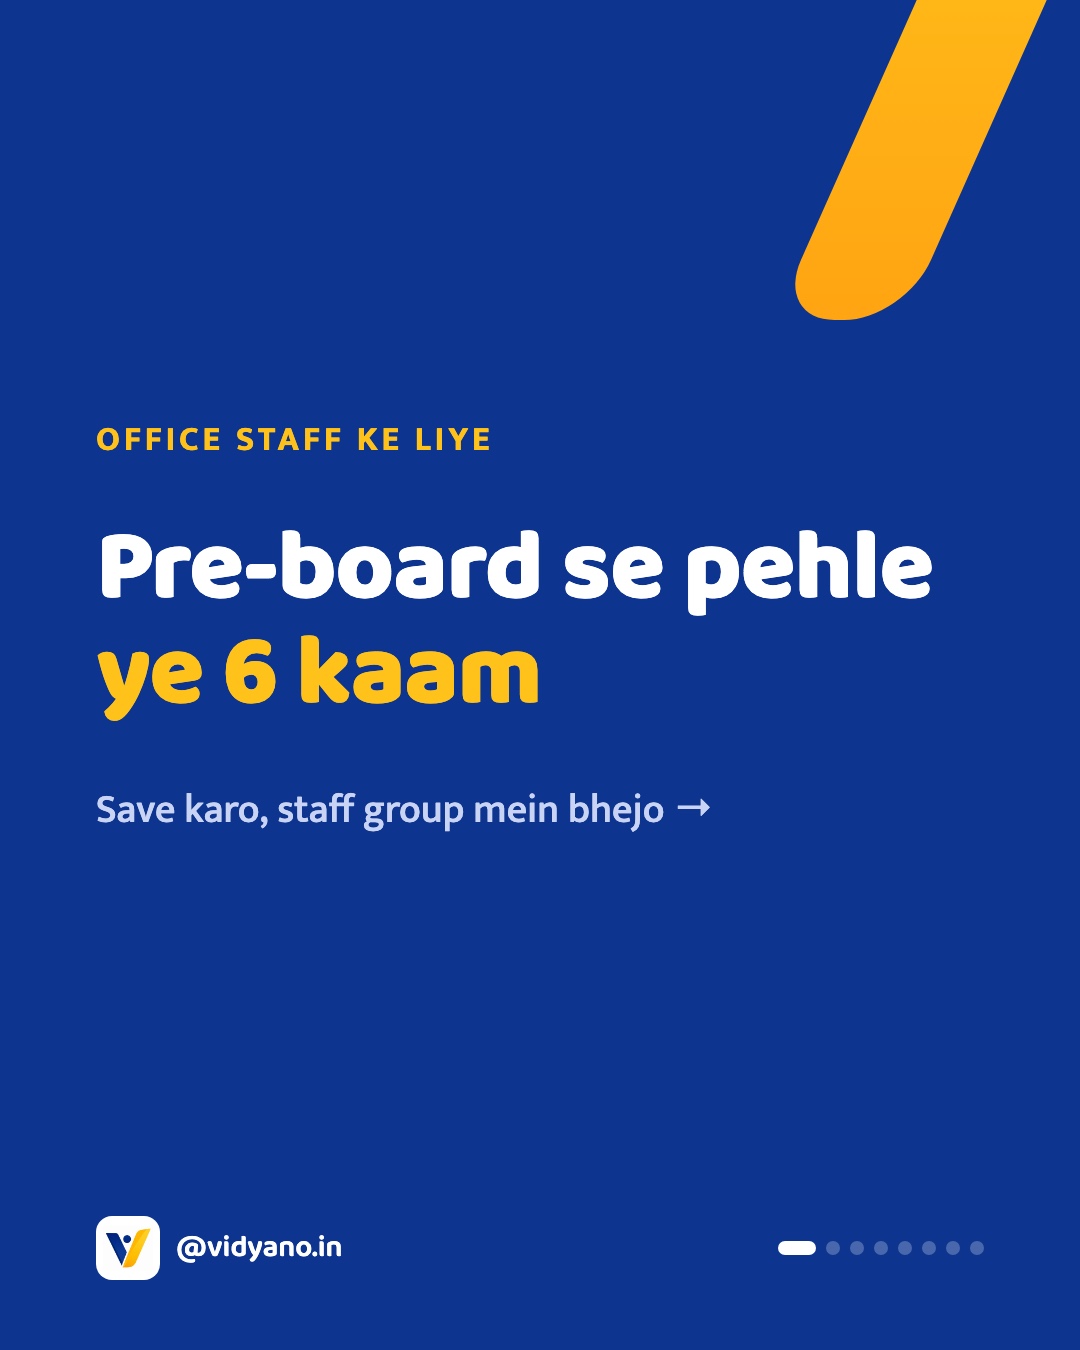 OFFICE STAFF KE LIYE
Pre-board se pehle
ye 6 kaam
Save karo, staff group mein bhejo →
@vidyano.in